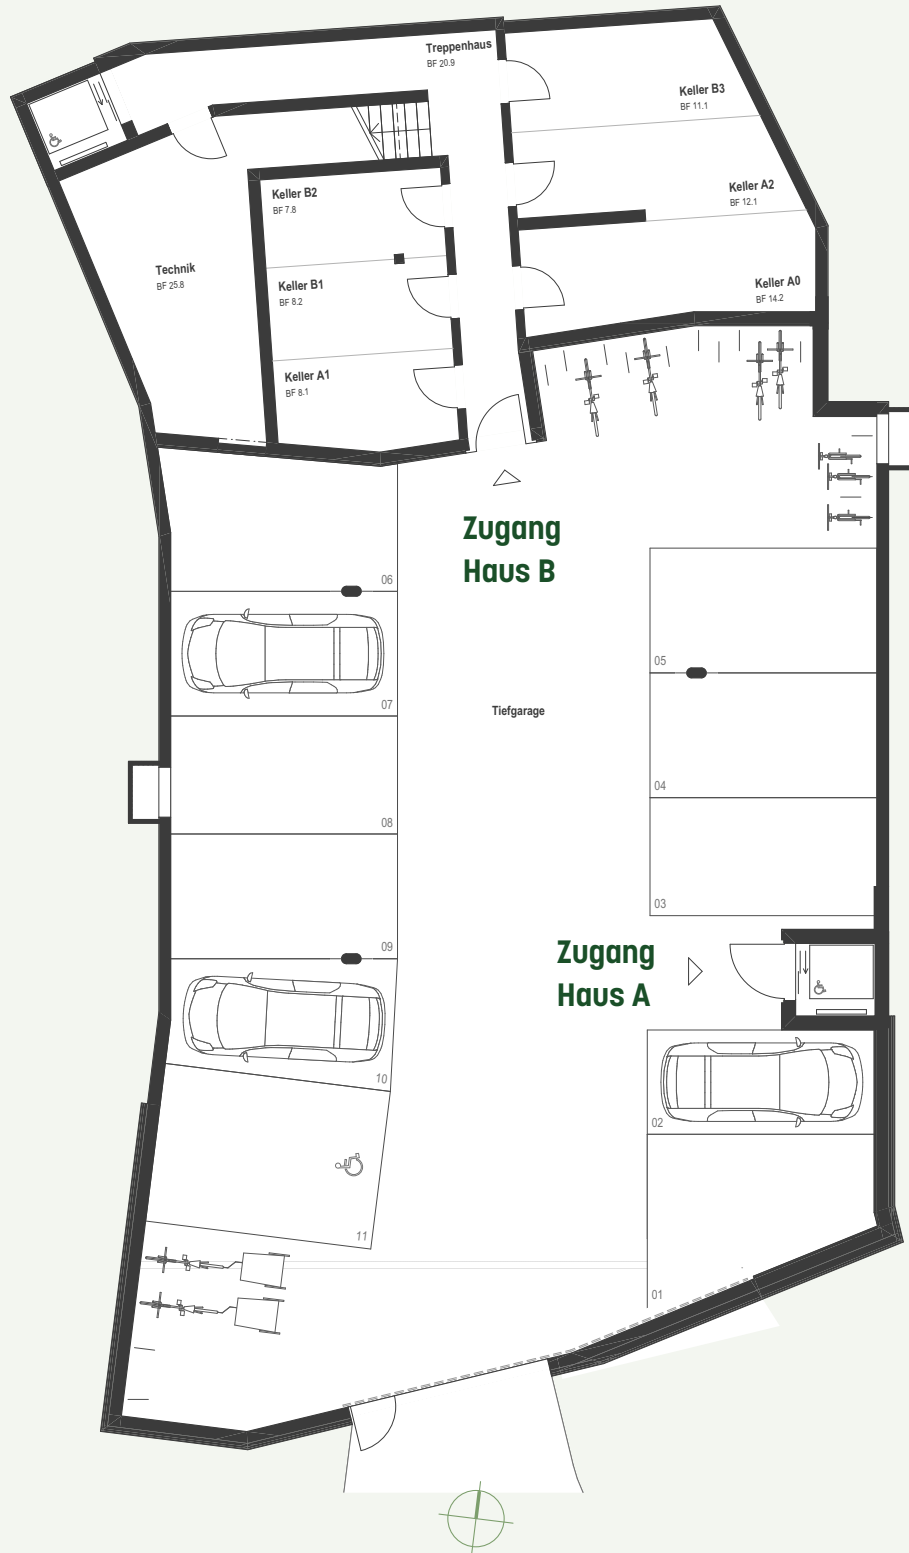 Treppenhaus
BF 20.9
Keller B3
BF 11.1
Keller B2
BF 7.8
Keller A2
BF 12.1
Technik
BF 25.8
Keller B1
BF 8.2
Keller A0
BF 14.2
Keller A1
BF 8.1
Zugang
Haus B
06
05
07
Tiefgarage
04
08
03
09
Zugang
Haus A
10
02
11
01